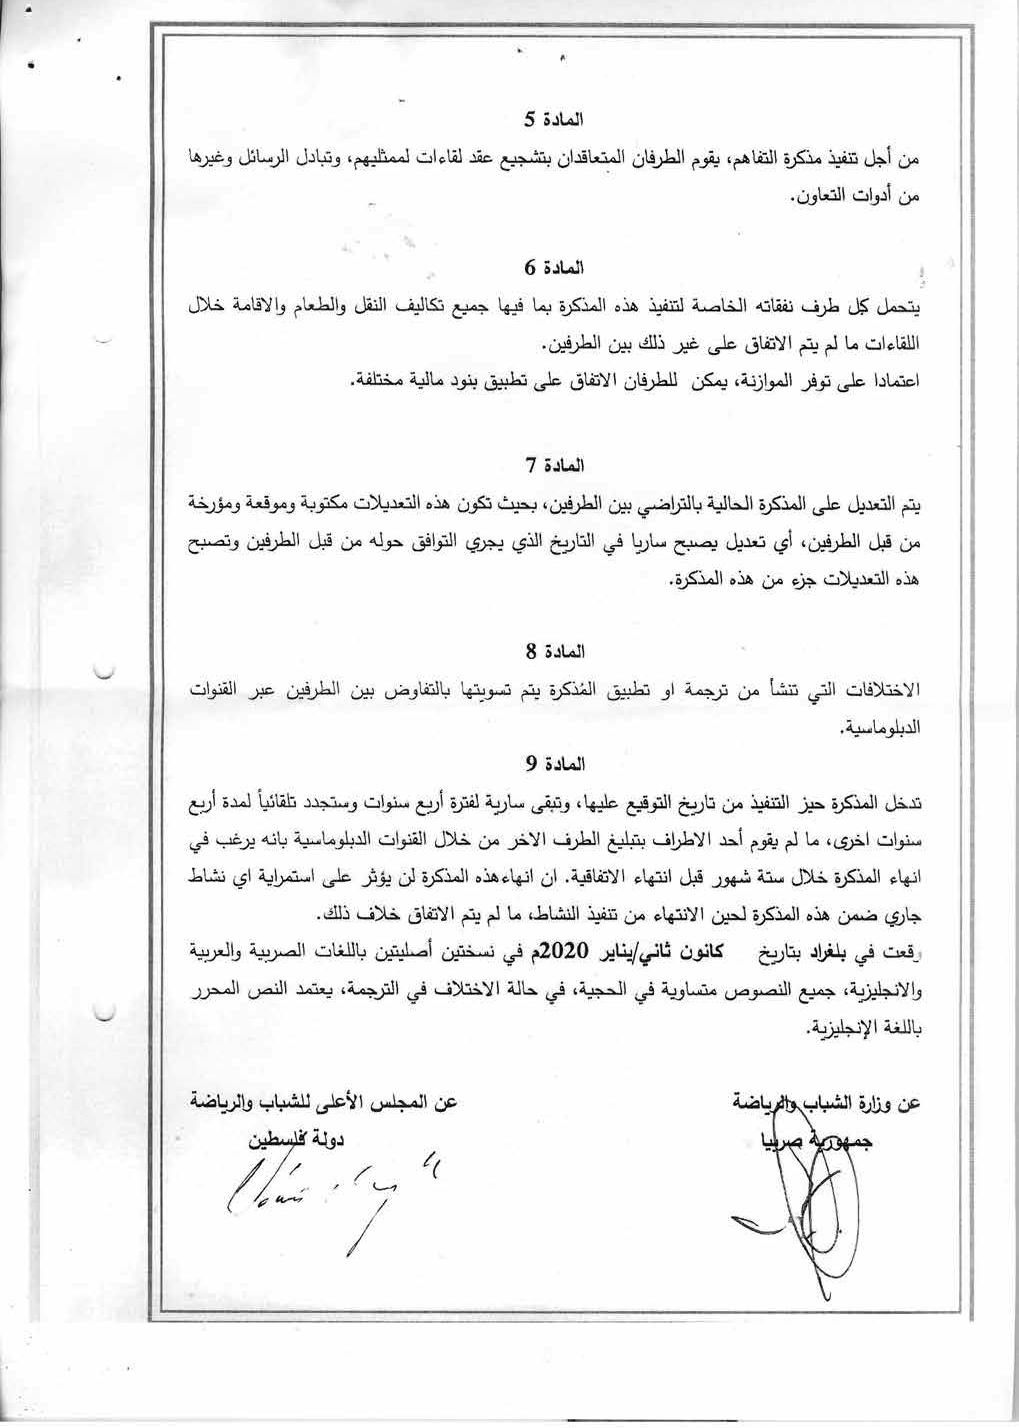 المادة 5
من أجل تنفيذ مذكرة التفاهم، يقوم الطرفان المتعاقدان بتشجيع عقد لقاءات لممثليهم، وتبادل الرسائل وغيرها
من أدوات التعاون.
المادة 6
يتحمل كل طرف نفقاته الخاصة لتنفيذ هذه المذكرة بما فيها جميع تكاليف النقل والطعام والاقامة خلال
اللقاءات ما لم يتم الاتفاق على غير ذلك بين الطرفين.
اعتمادا على توفر الموازنة، يمكن للطرفان الاتفاق على تطبيق بنود مالية مختلفة.
المادة 7
يتم التعديل على المذكرة الحالية بالتراضي بين الطرفين، بحيث تكون هذه التعديلات مكتوبة وموقعة ومؤرخة
من قبل الطرفين، أي تعديل يصبح ساريا في التاريخ الذي يجري التوافق حوله من قبل الطرفين وتصبح
هذه التعديلات جزء من هذه المذكرة.
المادة 8
الاختلافات التي تنشأ من ترجمة او تطبيق المُذكرة يتم تسويتها بالتفاوض بين الطرفين عبر القنوات
الدبلوماسية.
المادة 9
تدخل المذكرة حيز التنفيذ من تاريخ التوقيع عليها، وتبقى سارية لفترة أربع سنوات وستجدد تلقائياً لمدة أربع
سنوات اخرى، ما لم يقوم أحد الاطراف بتبليغ الطرف الاخر من خلال القنوات الدبلوماسية بانه يرغب في
انهاء المذكرة خلال ستة شهور قبل انتهاء الاتفاقية. ان انهاء هذه المذكرة لن يؤثر على استمراية اي نشاط
جاري ضمن هذه المذكرة لحين الانتهاء من تنفيذ النشاط، ما لم يتم الاتفاق خلاف ذلك.
وقعت في بلغراد بتاريخ كانون ثاني/يناير 2020م في نسختين أصليتين باللغات الصربية والعربية
والانجليزية، جميع النصوص متساوية في الحجية، في حالة الاختلاف في الترجمة، يعتمد النص المحرر
باللغة الإنجليزية.
عن وزارة الشباب والرياضة
جمهورية صربيا
عن المجلس الأعلى للشباب والرياضة
دولة فلسطين